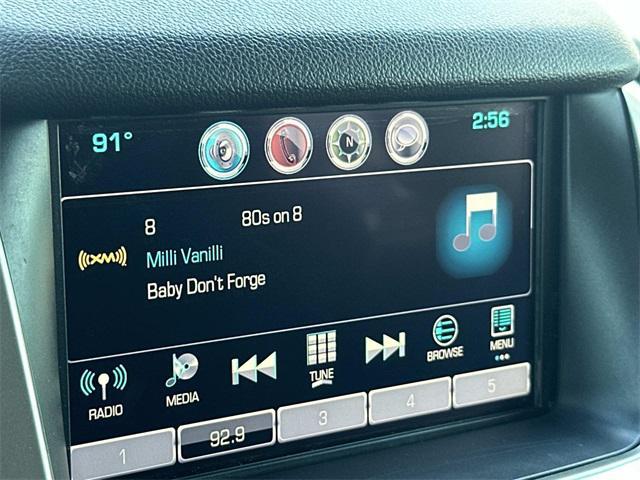 91°
N
2:56
8 80s on 8
((XM)) Milli Vanilli
Baby Don't Forge
RADIO MEDIA TUNE BROWSE MENU
1 92.9 3 4 5